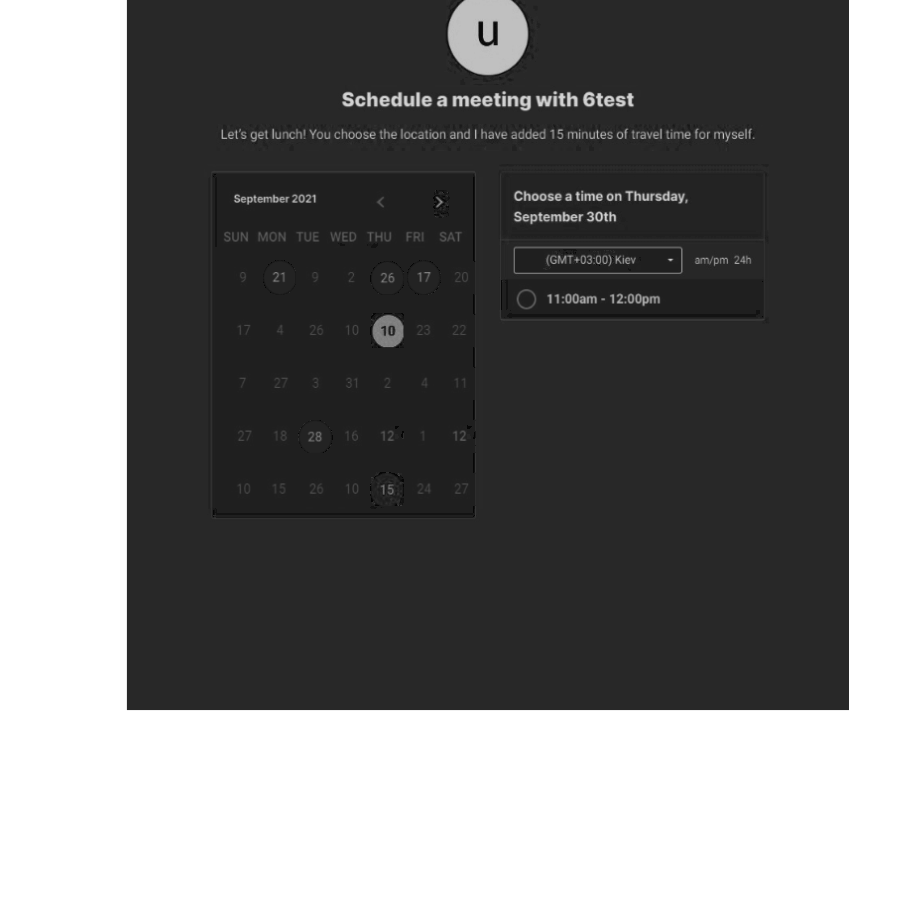 u
Schedule a meeting with 6test
Let's get lunch! You choose the location and I have added 15 minutes of travel time for myself.
September 2021
SUN MON TUE WED THU FRI SAT
9 21 9 2 26 17 20
17 4 26 10 10 23 22
7 27 3 31 2 4 11
27 18 28 16 12 1 12
10 15 26 10 15 24 27
Choose a time on Thursday,
September 30th
(GMT+03:00) Kiev am/pm 24h
11:00am - 12:00pm